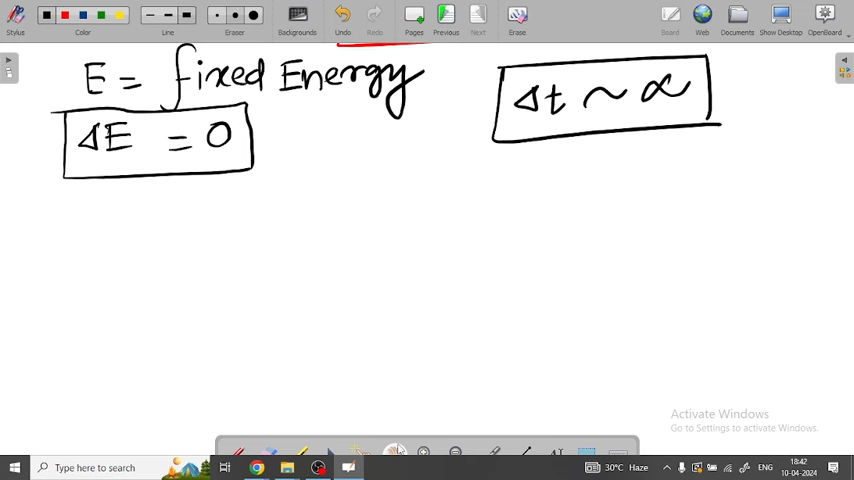 Stylus Color Line Eraser Backgrounds Undo Redo Pages Previous Next Erase Board Web Documents Show Desktop OpenBoard
E = fixed Energy
Δt ~ ∝
ΔE = 0
Activate Windows
Go to Settings to activate Windows.
Type here to search
30°C Haze
ENG
18:42
10-04-2024